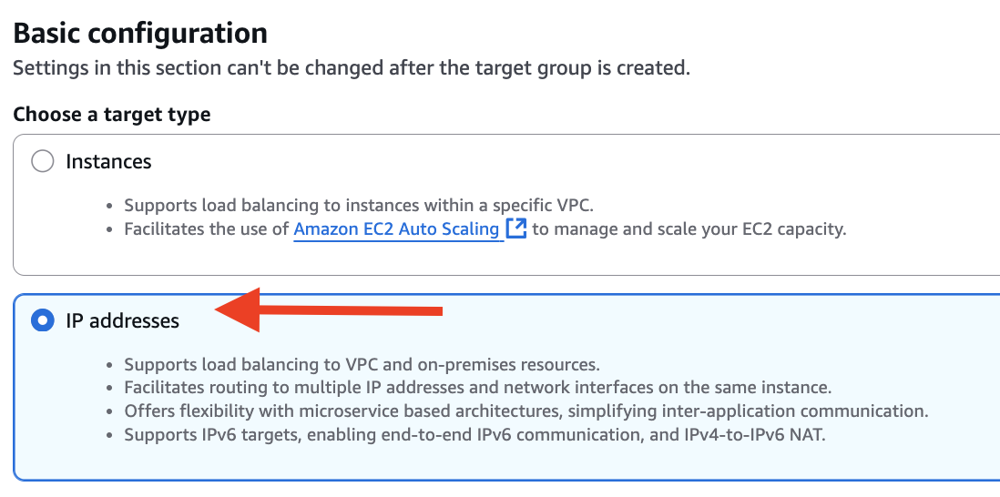 Basic configuration
Settings in this section can't be changed after the target group is created.
Choose a target type
Instances
• Supports load balancing to instances within a specific VPC.
• Facilitates the use of Amazon EC2 Auto Scaling to manage and scale your EC2 capacity.
IP addresses
• Supports load balancing to VPC and on-premises resources.
• Facilitates routing to multiple IP addresses and network interfaces on the same instance.
• Offers flexibility with microservice based architectures, simplifying inter-application communication.
• Supports IPv6 targets, enabling end-to-end IPv6 communication, and IPv4-to-IPv6 NAT.